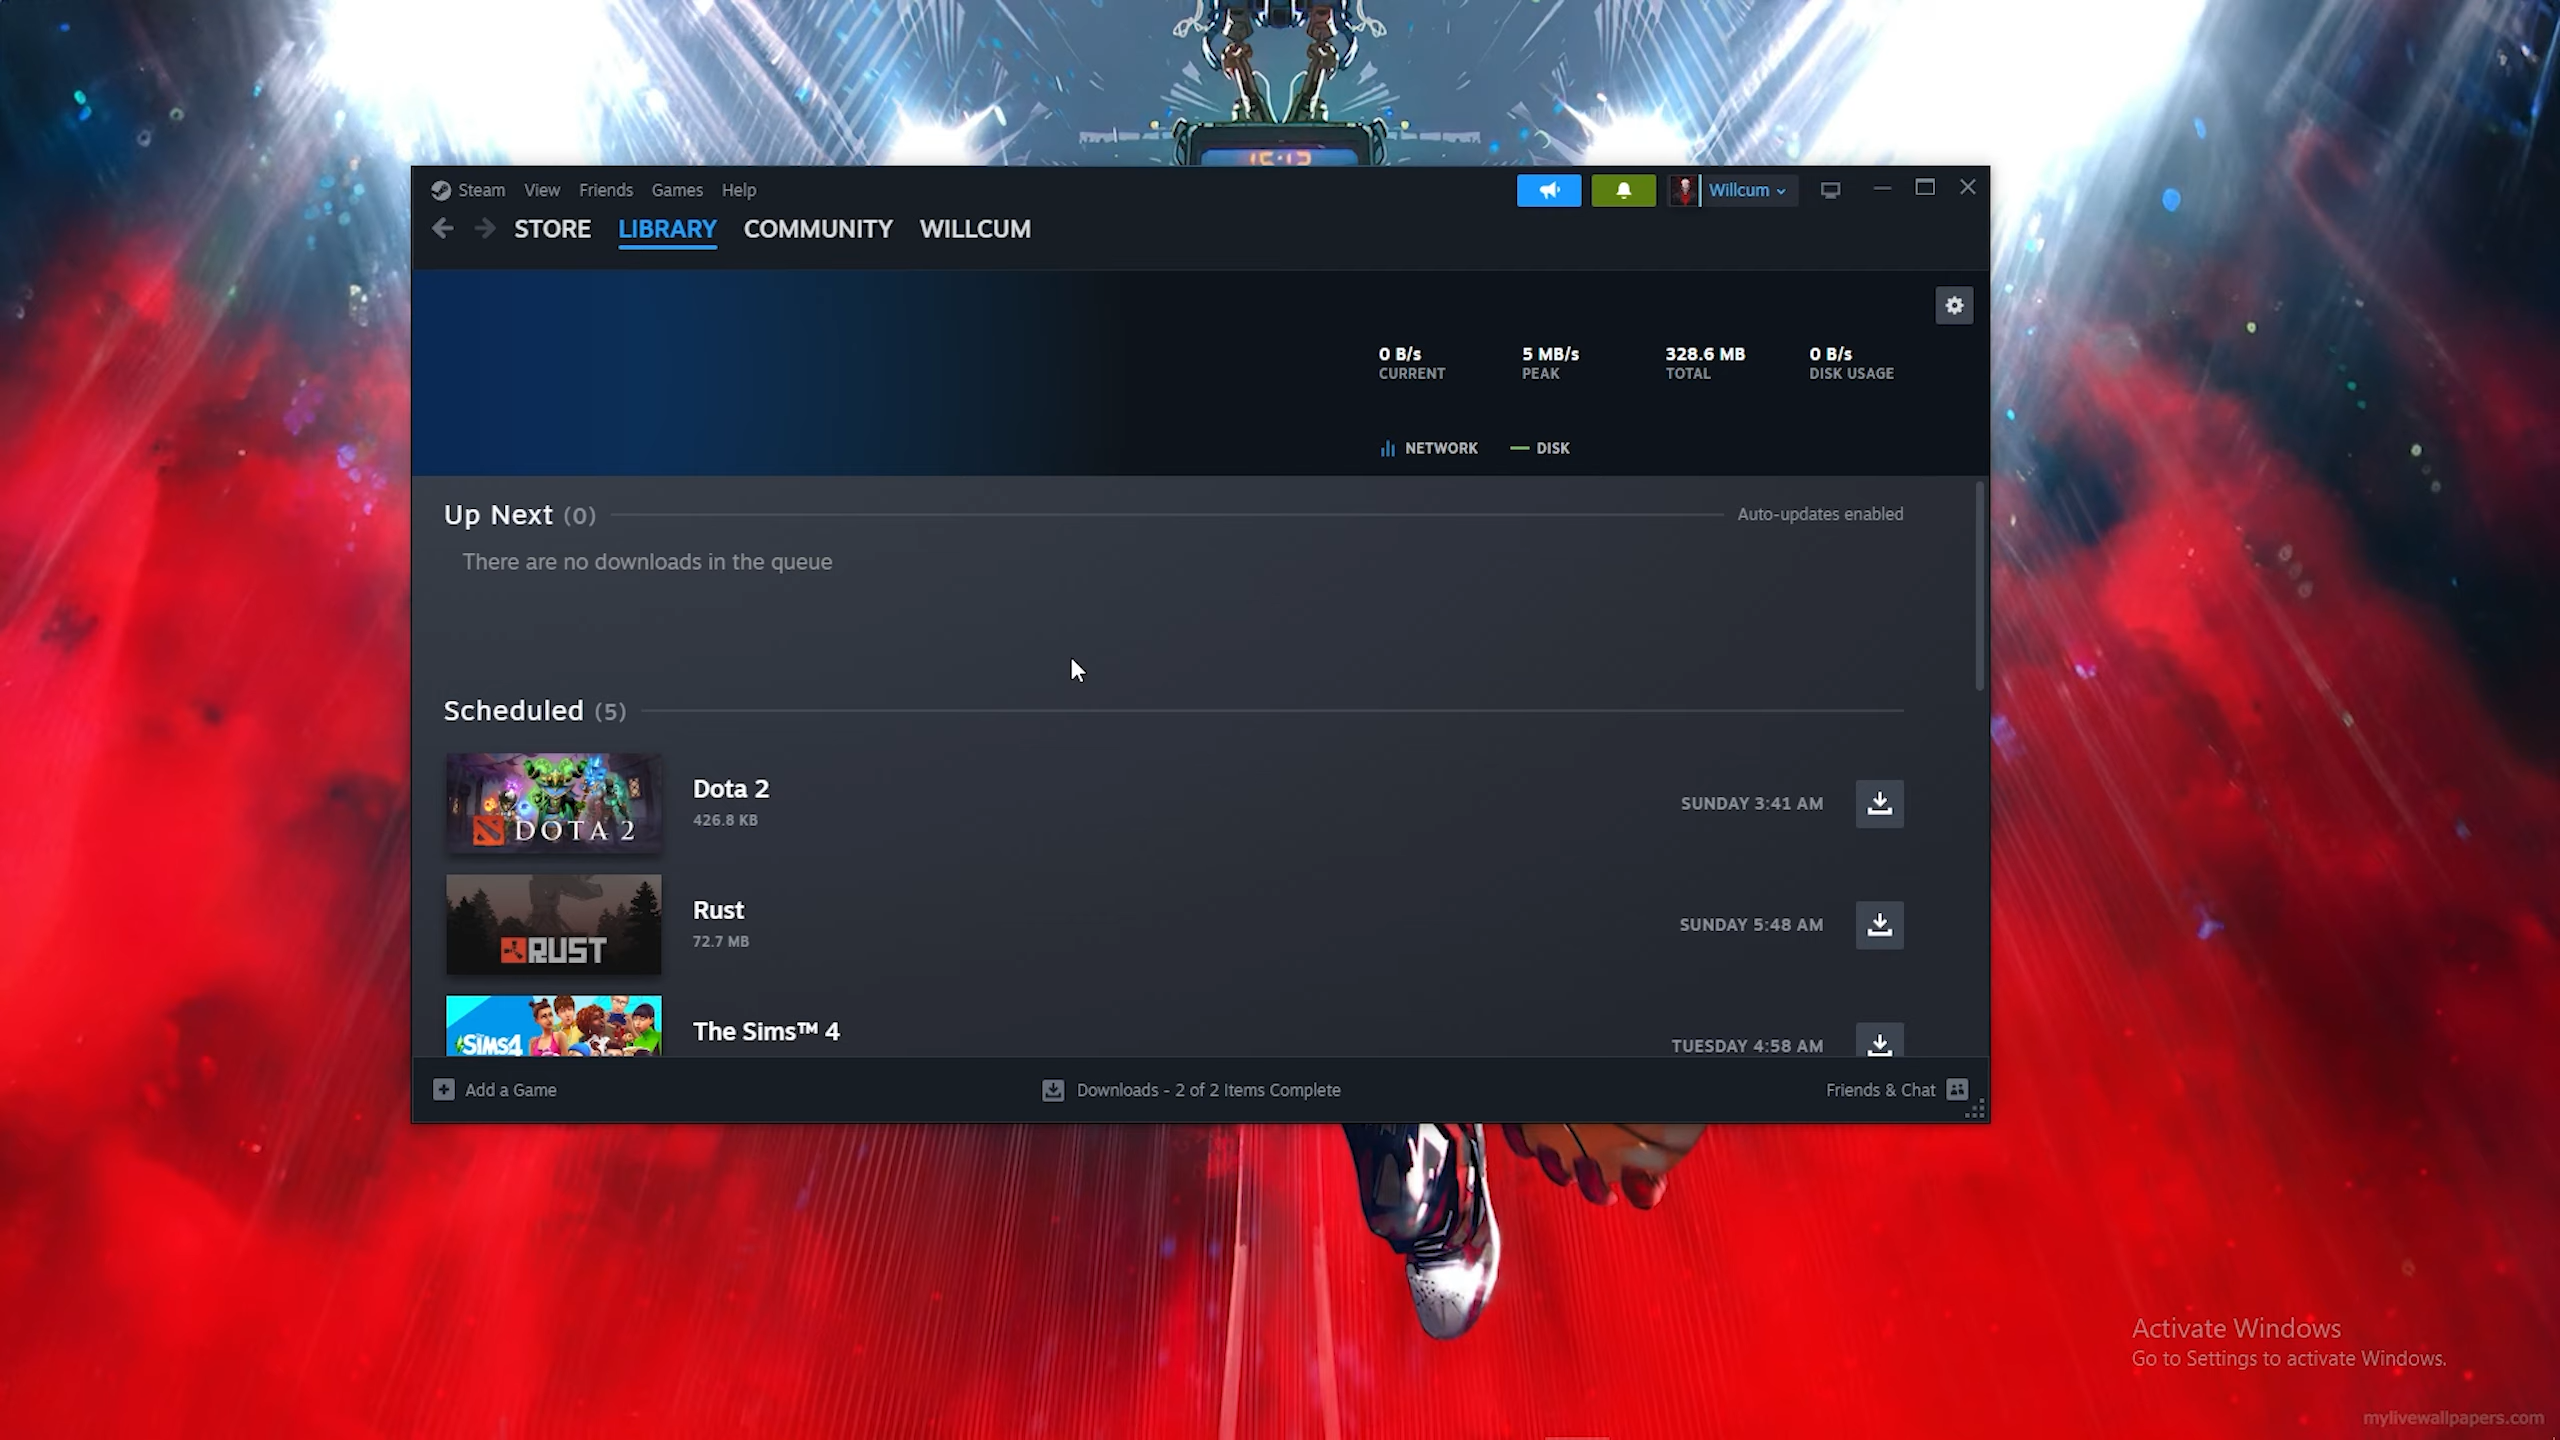 15:13
Steam View Friends Games Help
Willcum
STORE LIBRARY COMMUNITY WILLCUM
0 B/s 5 MB/s 328.6 MB 0 B/s
CURRENT PEAK TOTAL DISK USAGE
NETWORK DISK
Up Next (0) Auto-updates enabled
There are no downloads in the queue
Scheduled (5)
DOTA 2
Dota 2
426.8 KB
SUNDAY 3:41 AM
RUST
Rust
72.7 MB
SUNDAY 5:48 AM
SIMS4
The Sims™ 4
TUESDAY 4:58 AM
Add a Game
Downloads - 2 of 2 Items Complete
Friends & Chat
Activate Windows
Go to Settings to activate Windows.
mylivewallpapers.com